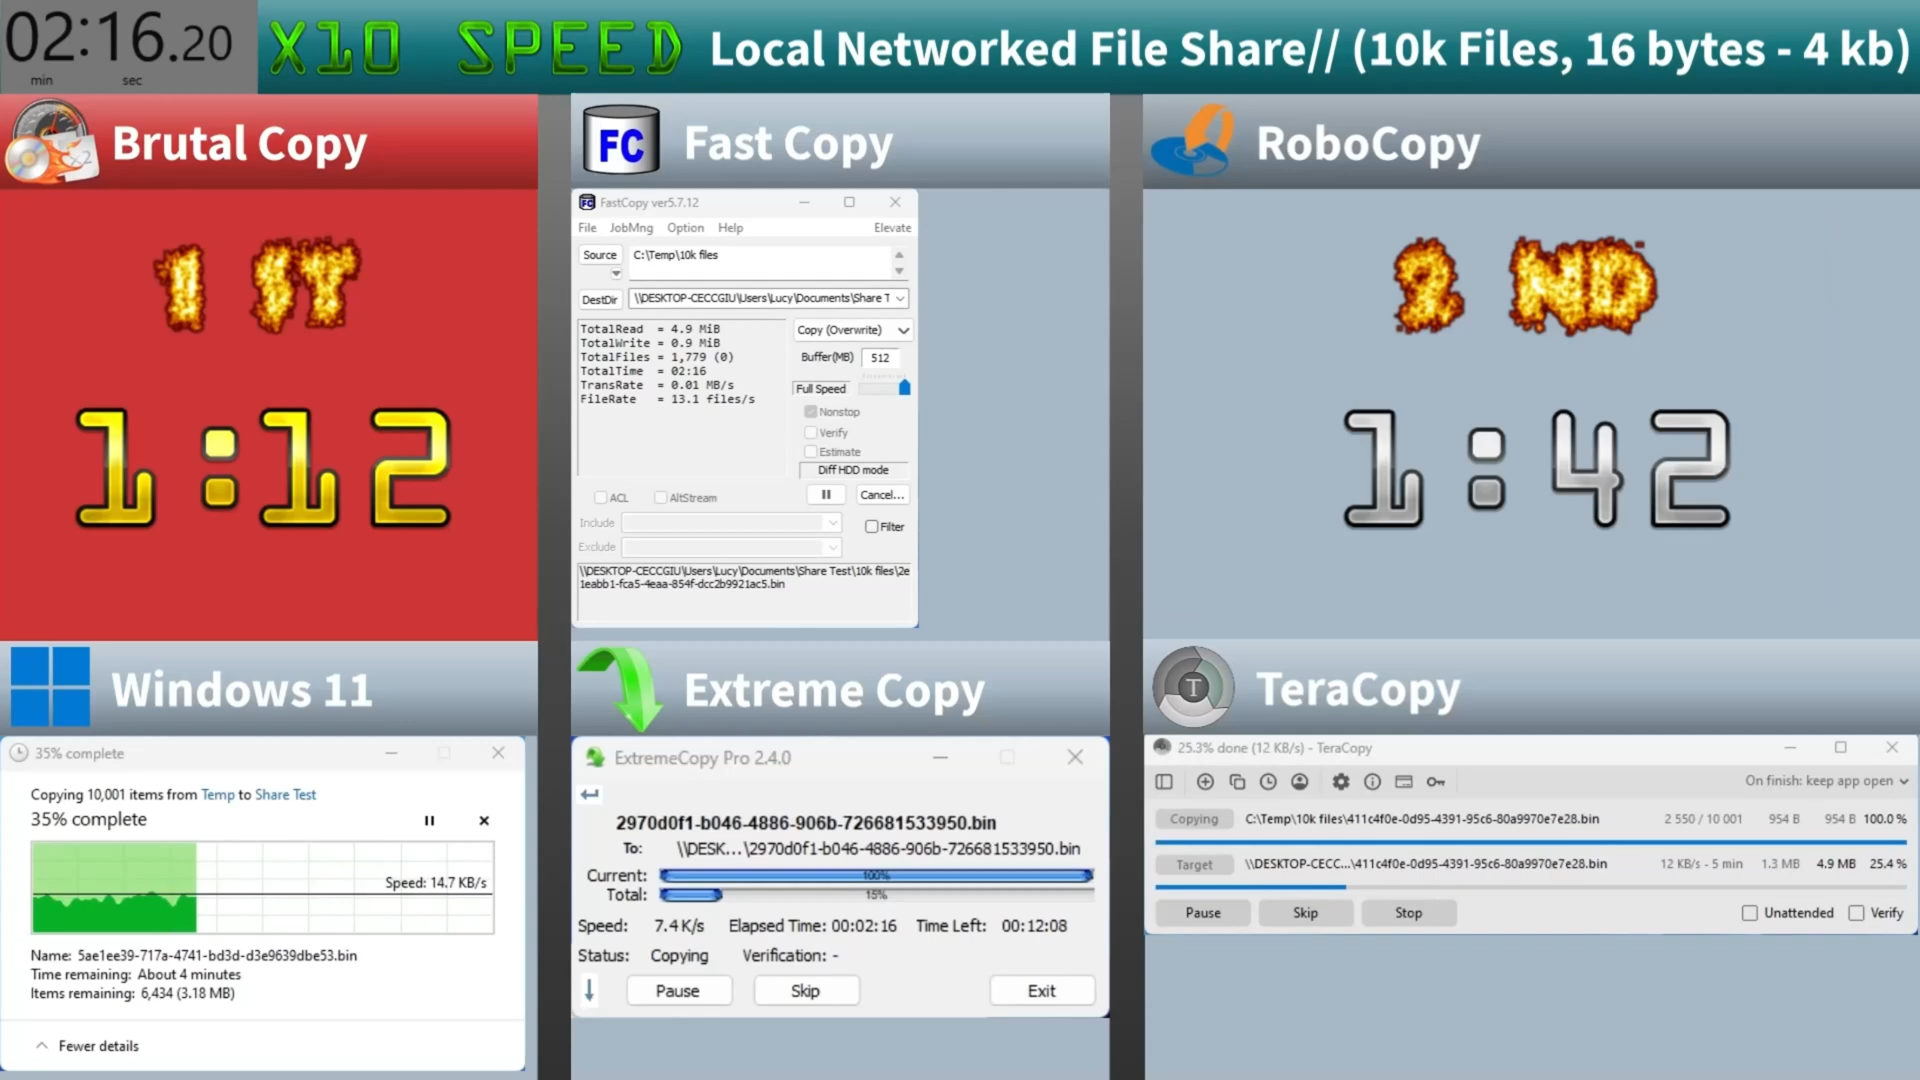 02:16.20
min sec
X10 SPEED
Local Networked File Share// (10k Files, 16 bytes - 4 kb)
Brutal Copy
1 ST
1:12
FC
Fast Copy
FC FastCopy ver5.7.12
File JobMng Option Help Elevate
Source C:\Temp\10k files
DestDir \\DESKTOP-CECCGIU\Users\Lucy\Documents\Share T
TotalRead = 4.9 MiB
TotalWrite = 0.9 MiB
TotalFiles = 1,779 (0)
TotalTime = 02:16
TransRate = 0.01 MB/s
FileRate = 13.1 files/s
Copy (Overwrite)
Buffer(MB) 512
Full Speed
Nonstop
Verify
Estimate
Diff HDD mode
ACL AltStream Cancel...
Include
Filter
Exclude
\\DESKTOP-CECCGIU\Users\Lucy\Documents\Share Test\10k files\2e
1eabb1-fca5-4eaa-854f-dcc2b9921ac5.bin
RoboCopy
2 ND
1:42
Windows 11
35% complete
Copying 10,001 items from Temp to Share Test
35% complete
Speed: 14.7 KB/s
Name: 5ae1ee39-717a-4741-bd3d-d3e9639dbe53.bin
Time remaining: About 4 minutes
Items remaining: 6,434 (3.18 MB)
Fewer details
Extreme Copy
ExtremeCopy Pro 2.4.0
2970d0f1-b046-4886-906b-726681533950.bin
To: \\DESK...\2970d0f1-b046-4886-906b-726681533950.bin
Current: 100%
Total: 15%
Speed: 7.4 K/s Elapsed Time: 00:02:16 Time Left: 00:12:08
Status: Copying Verification: -
Pause Skip Exit
T
TeraCopy
25.3% done (12 KB/s) - TeraCopy
On finish: keep app open
Copying C:\Temp\10k files\411c4f0e-0d95-4391-95c6-80a9970e7e28.bin 2 550 / 10 001 954 B 954 B 100.0 %
Target \\DESKTOP-CECC...\411c4f0e-0d95-4391-95c6-80a9970e7e28.bin 12 KB/s - 5 min 1.3 MB 4.9 MB 25.4 %
Pause Skip Stop Unattended Verify